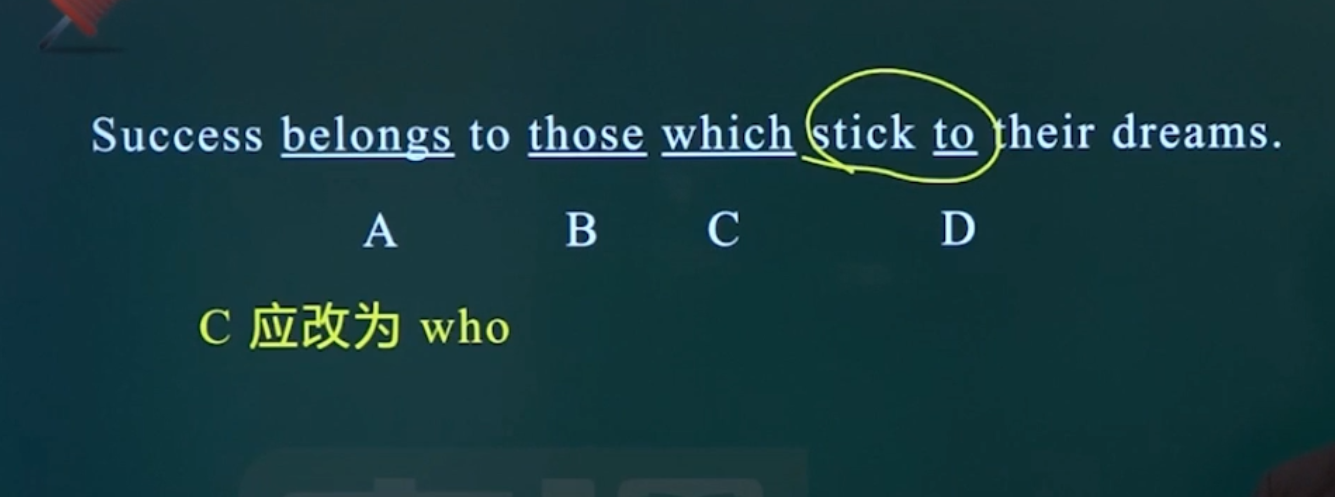 Success belongs to those which stick to their dreams.
A B C D
C 应改为 who